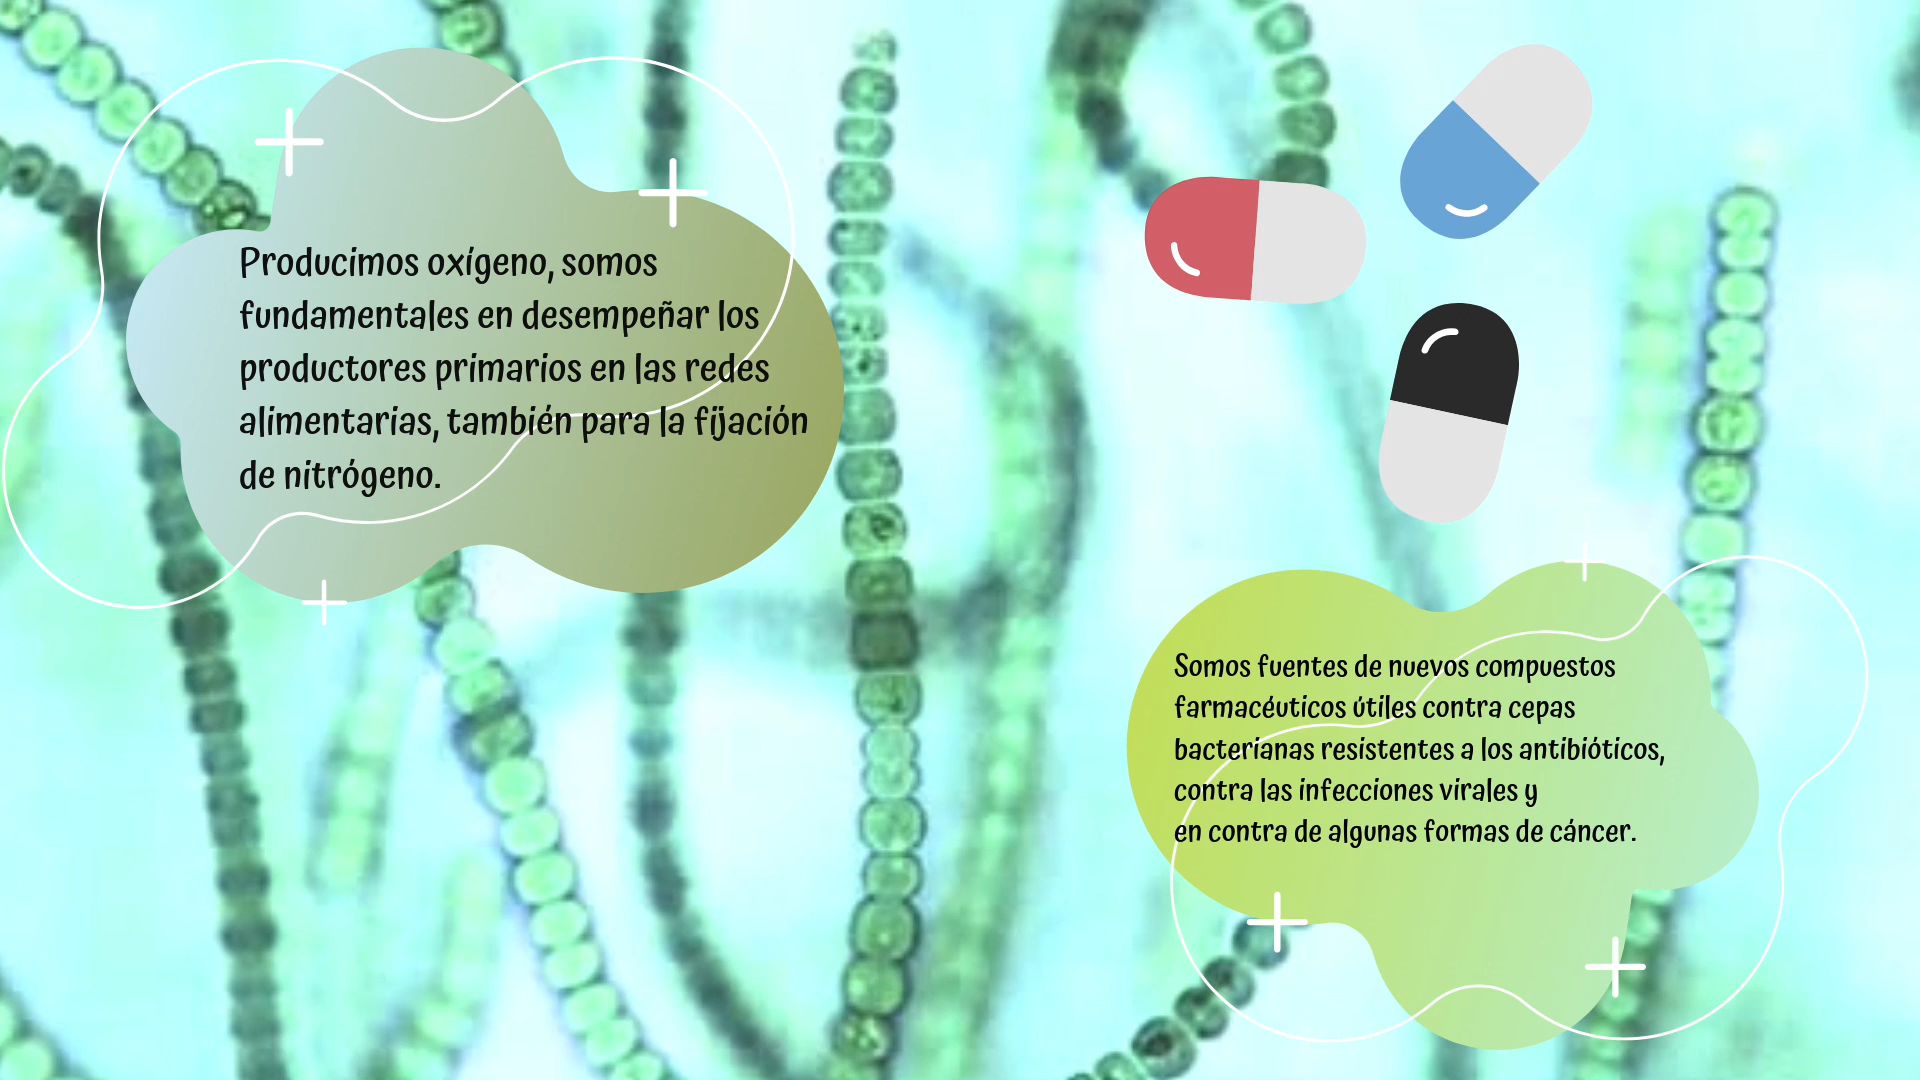 Producimos oxígeno, somos
fundamentales en desempeñar los
productores primarios en las redes
alimentarias, también para la fijación
de nitrógeno.
Somos fuentes de nuevos compuestos
farmacéuticos útiles contra cepas
bacterianas resistentes a los antibióticos,
contra las infecciones virales y
en contra de algunas formas de cáncer.